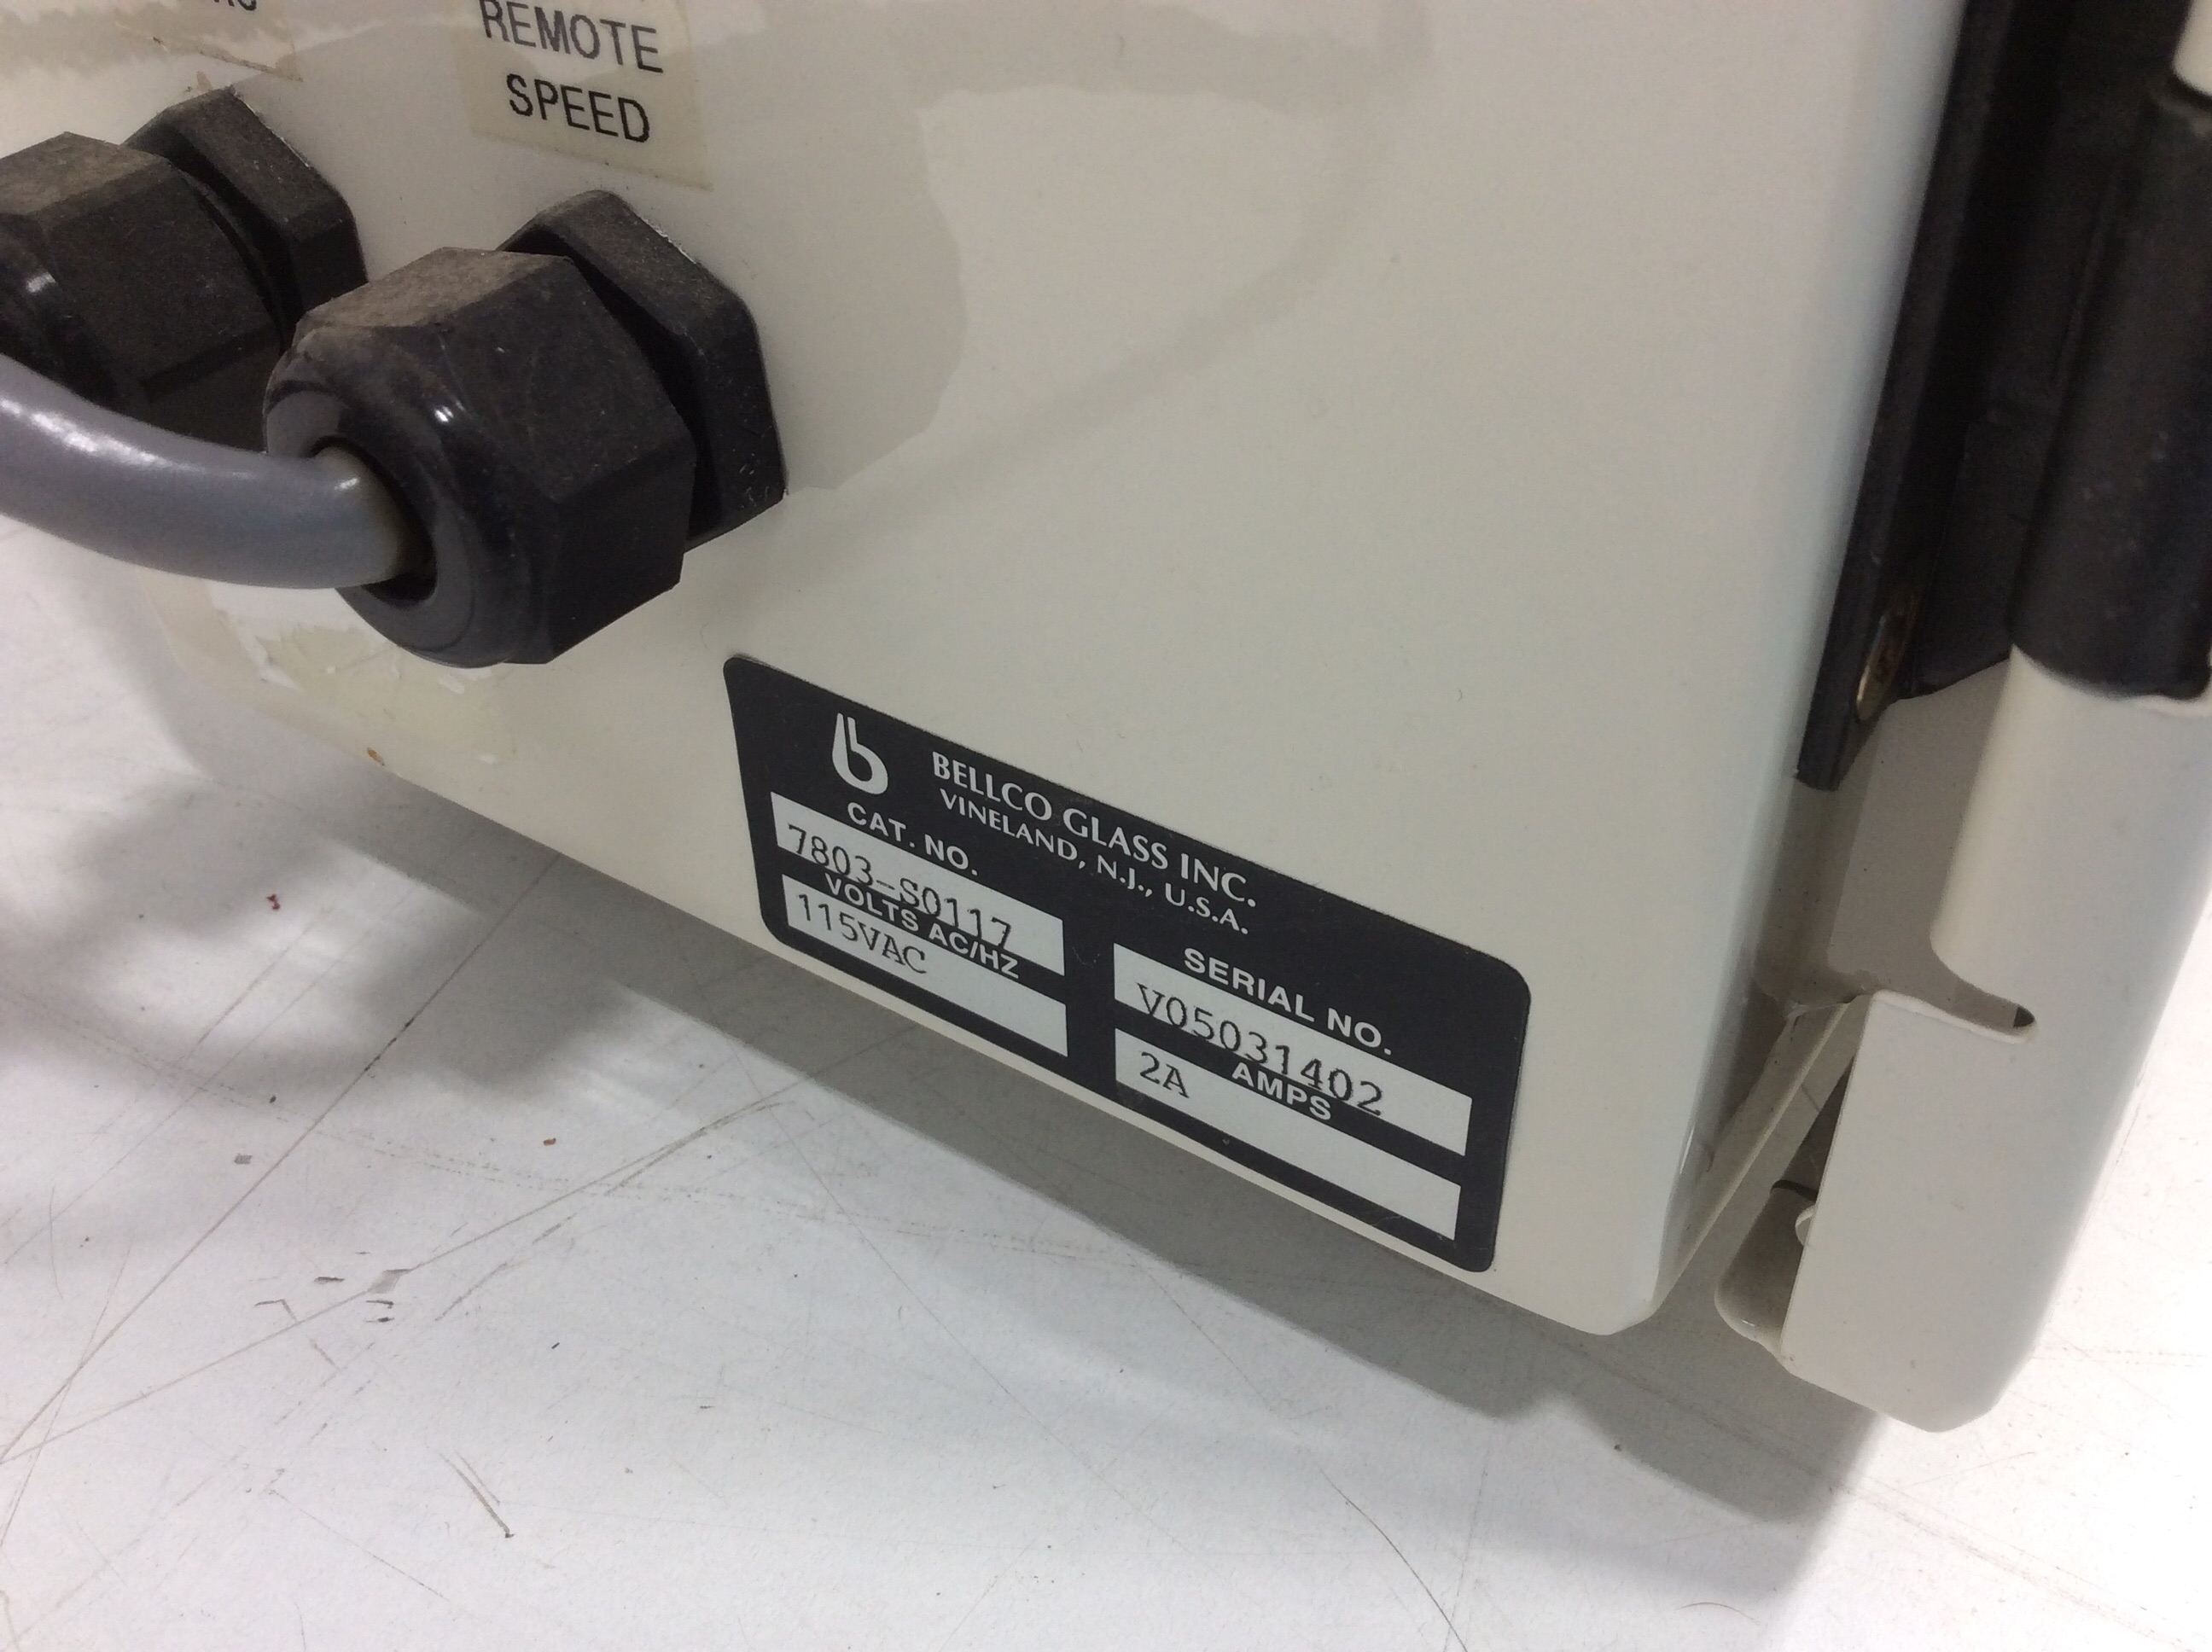 REMOTE
SPEED
BELLCO GLASS INC.
VINELAND, N.J., U.S.A.
CAT. NO.
7803-S0117
SERIAL NO.
V05031402
VOLTS AC/HZ
115VAC
AMPS
2A